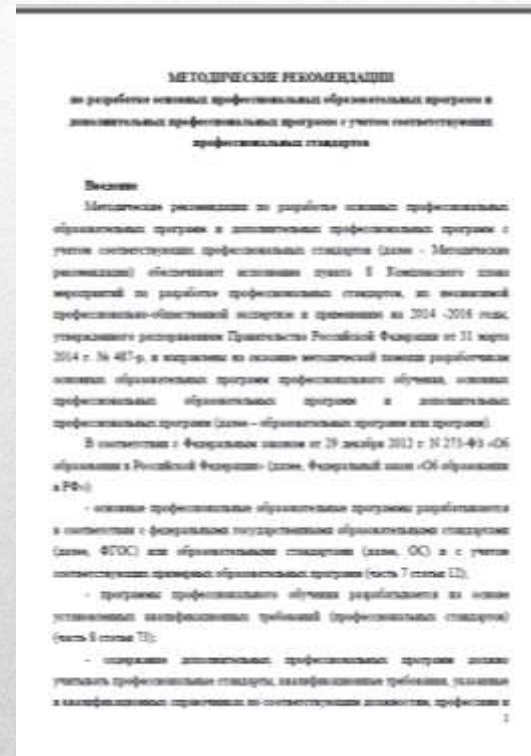 МЕТОДИЧЕСКИЕ РЕКОМЕНДАЦИИ
по разработке основных профессиональных образовательных программ и
дополнительных профессиональных программ с учетом соответствующих
профессиональных стандартов
Введение
Методические рекомендации по разработке основных профессиональных
образовательных программ и дополнительных профессиональных программ с
учетом соответствующих профессиональных стандартов (далее – Методические
рекомендации) обеспечивают исполнение пункта 8 Комплексного плана
мероприятий по разработке профессиональных стандартов, их независимой
профессионально-общественной экспертизе и применению на 2014 -2016 годы,
утвержденного распоряжением Правительства Российской Федерации от 31 марта
2014 г. № 487-р, и направлены на оказание методической помощи разработчикам
основных образовательных программ профессионального обучения, основных
профессиональных образовательных программ и дополнительных
профессиональных программ (далее – образовательных программ или программ).
В соответствии с Федеральным законом от 29 декабря 2012 г. N 273-ФЗ «Об
образовании в Российской Федерации» (далее, Федеральный закон «Об образовании
в РФ»):
- основные профессиональные образовательные программы разрабатываются
в соответствии с федеральными государственными образовательными стандартами
(далее, ФГОС) или образовательными стандартами (далее, ОС) и с учетом
соответствующих примерных образовательных программ (часть 7 статьи 12);
- программы профессионального обучения разрабатываются на основе
установленных квалификационных требований (профессиональных стандартов)
(часть 8 статьи 73);
- содержание дополнительных профессиональных программ должно
учитывать профессиональные стандарты, квалификационные требования, указанные
в квалификационных справочниках по соответствующим должностям, профессиям и